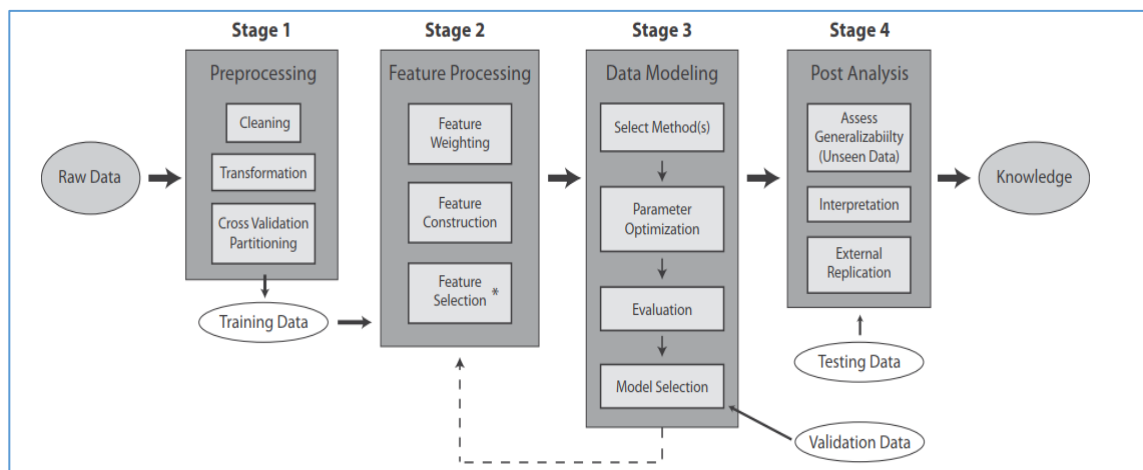 Stage 1
Stage 2
Stage 3
Stage 4
Raw Data
Preprocessing
Cleaning
Transformation
Cross Validation
Partitioning
Training Data
Feature Processing
Feature
Weighting
Feature
Construction
Feature
Selection *
Data Modeling
Select Method(s)
Parameter
Optimization
Evaluation
Model Selection
Validation Data
Post Analysis
Assess
Generalizabiilty
(Unseen Data)
Interpretation
External
Replication
Testing Data
Knowledge